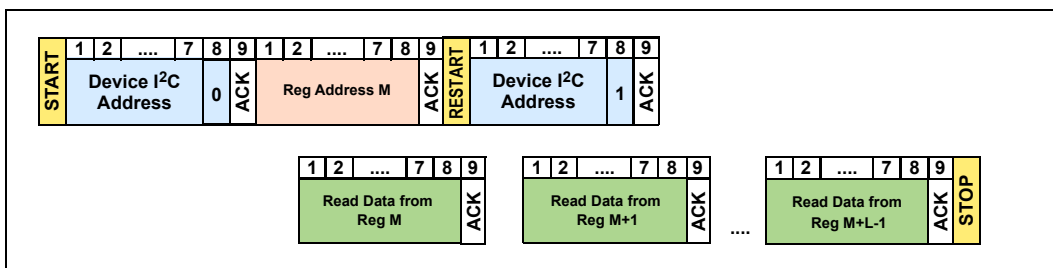 START
1 2 .... 7 8 9 1 2 .... 7 8 9
Device I²C
Address
0
ACK
Reg Address M
ACK
RESTART
1 2 .... 7 8 9
Device I²C
Address
1
ACK
1 2 .... 7 8 9
Read Data from
Reg M
ACK
1 2 .... 7 8 9
Read Data from
Reg M+1
ACK
....
1 2 .... 7 8 9
Read Data from
Reg M+L-1
ACK
STOP